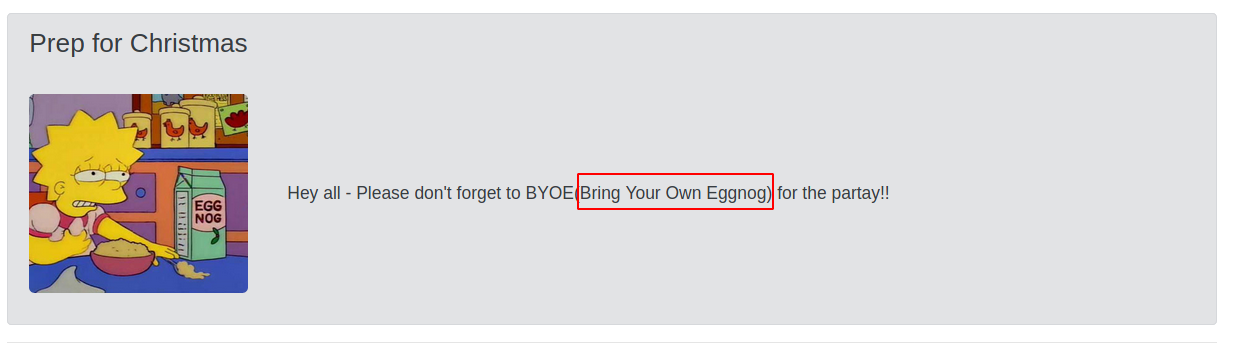 Prep for Christmas
EGG
NOG
Hey all - Please don't forget to BYOE(Bring Your Own Eggnog) for the partay!!